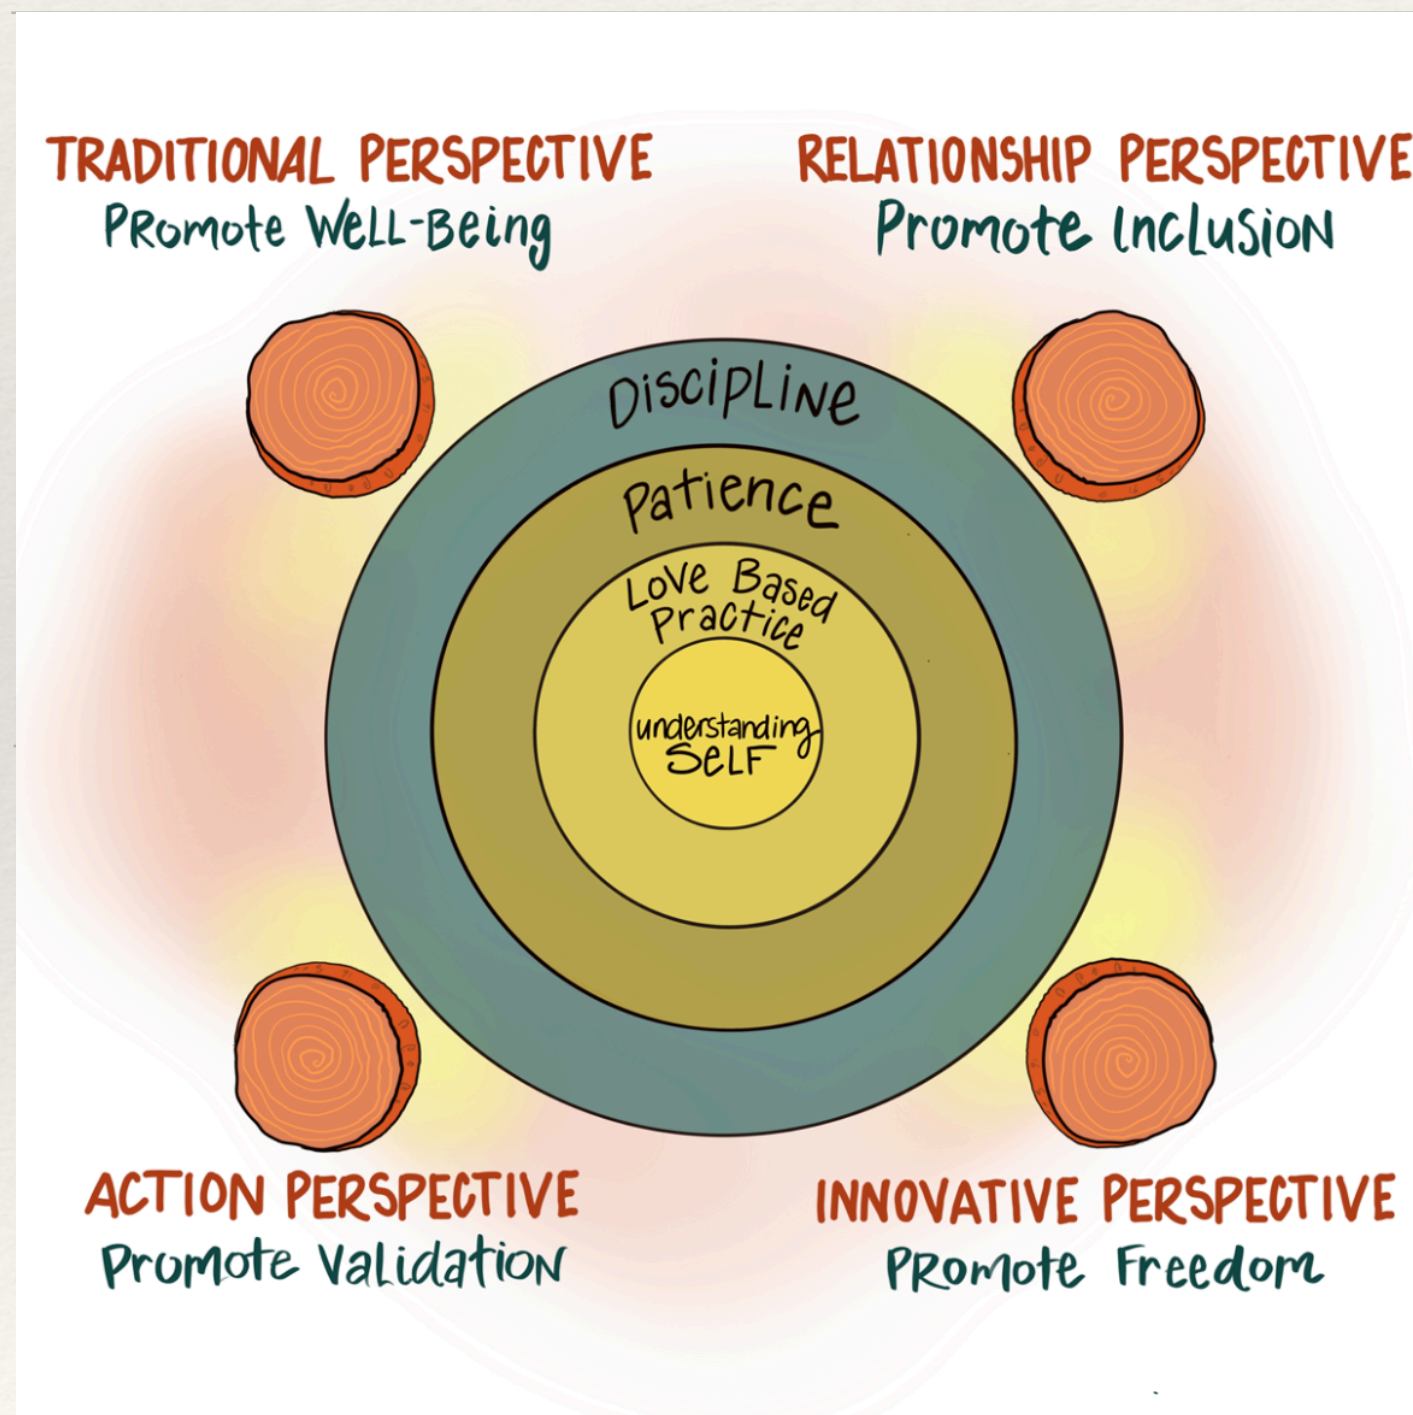 TRADITIONAL PERSPECTIVE
Promote Well-Being
RELATIONSHIP PERSPECTIVE
Promote Inclusion
Discipline
Patience
Love Based
Practice
understanding
Self
ACTION PERSPECTIVE
Promote Validation
INNOVATIVE PERSPECTIVE
Promote Freedom